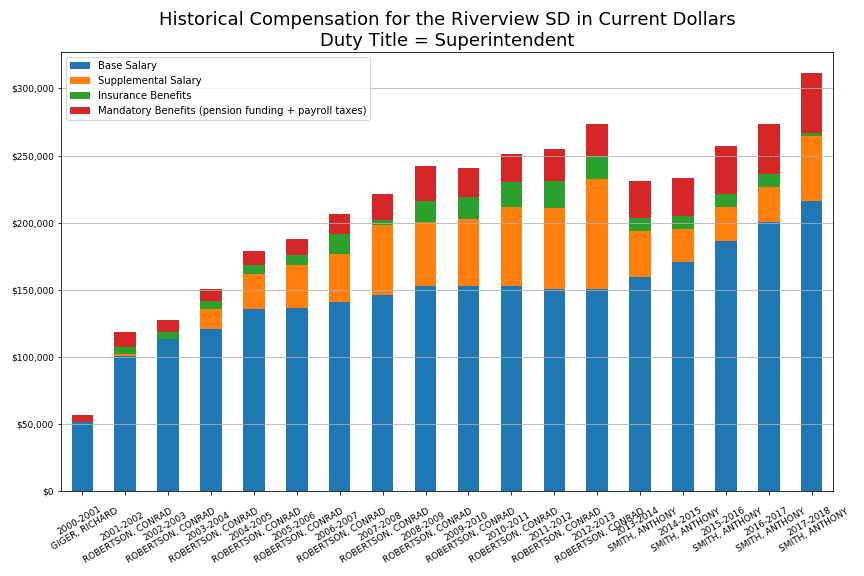 Historical Compensation for the Riverview SD in Current Dollars
Duty Title = Superintendent
Base Salary
Supplemental Salary
Insurance Benefits
Mandatory Benefits (pension funding + payroll taxes)
$300,000
$250,000
$200,000
$150,000
$100,000
$50,000
$0
2000-2001
GIGER, RICHARD
2001-2002
ROBERTSON, CONRAD
2002-2003
ROBERTSON, CONRAD
2003-2004
ROBERTSON, CONRAD
2004-2005
ROBERTSON, CONRAD
2005-2006
ROBERTSON, CONRAD
2006-2007
ROBERTSON, CONRAD
2007-2008
ROBERTSON, CONRAD
2008-2009
ROBERTSON, CONRAD
2009-2010
ROBERTSON, CONRAD
2010-2011
ROBERTSON, CONRAD
2011-2012
ROBERTSON, CONRAD
2012-2013
ROBERTSON, CONRAD
2013-2014
SMITH, ANTHONY
2014-2015
SMITH, ANTHONY
2015-2016
SMITH, ANTHONY
2016-2017
SMITH, ANTHONY
2017-2018
SMITH, ANTHONY